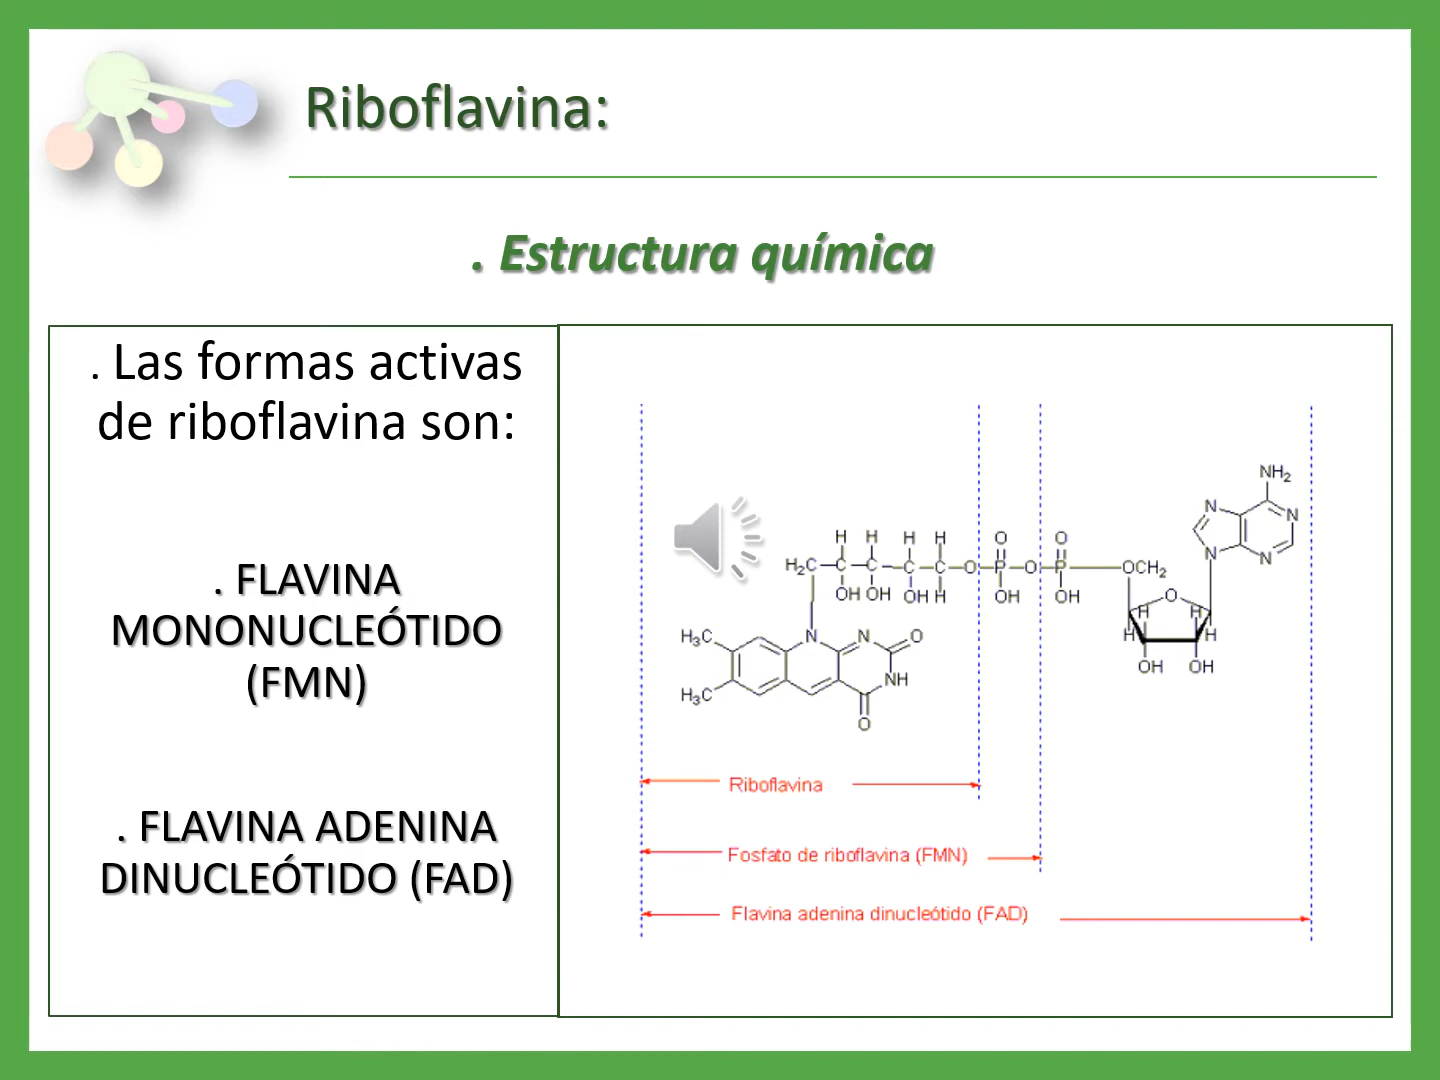 Riboflavina:
. Estructura química
. Las formas activas
de riboflavina son:
. FLAVINA
MONONUCLEÓTIDO
(FMN)
. FLAVINA ADENINA
DINUCLEÓTIDO (FAD)
NH2
N
N
N
N
H H H H
O O
H2C C C C C O P O P OCH2
OH OH OH H
OH OH
O
H H
H H
OH OH
H3C
N N O
H3C
NH
O
Riboflavina
Fosfato de riboflavina (FMN)
Flavina adenina dinucleótido (FAD)